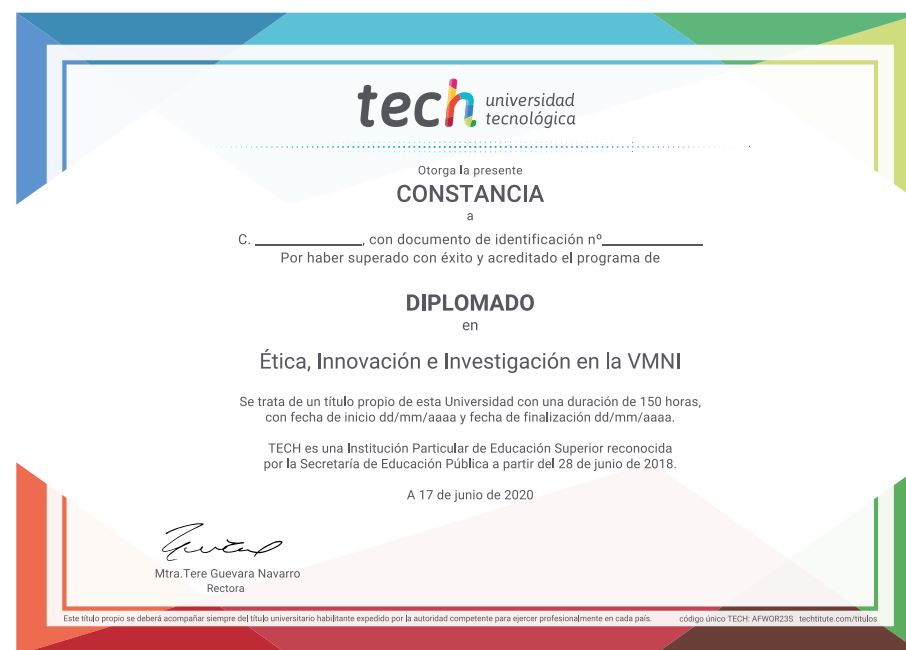 tech universidad
tecnológica
Otorga la presente
CONSTANCIA
a
C. ______________, con documento de identificación nº_____________
Por haber superado con éxito y acreditado el programa de
DIPLOMADO
en
Ética, Innovación e Investigación en la VMNI
Se trata de un título propio de esta Universidad con una duración de 150 horas,
con fecha de inicio dd/mm/aaaa y fecha de finalización dd/mm/aaaa.
TECH es una Institución Particular de Educación Superior reconocida
por la Secretaría de Educación Pública a partir del 28 de junio de 2018.
A 17 de junio de 2020
Mtra.Tere Guevara Navarro
Rectora
Este título propio se deberá acompañar siempre del título universitario habilitante expedido por la autoridad competente para ejercer profesionalmente en cada país. código único TECH: AFWOR23S techtitute.com/titulos